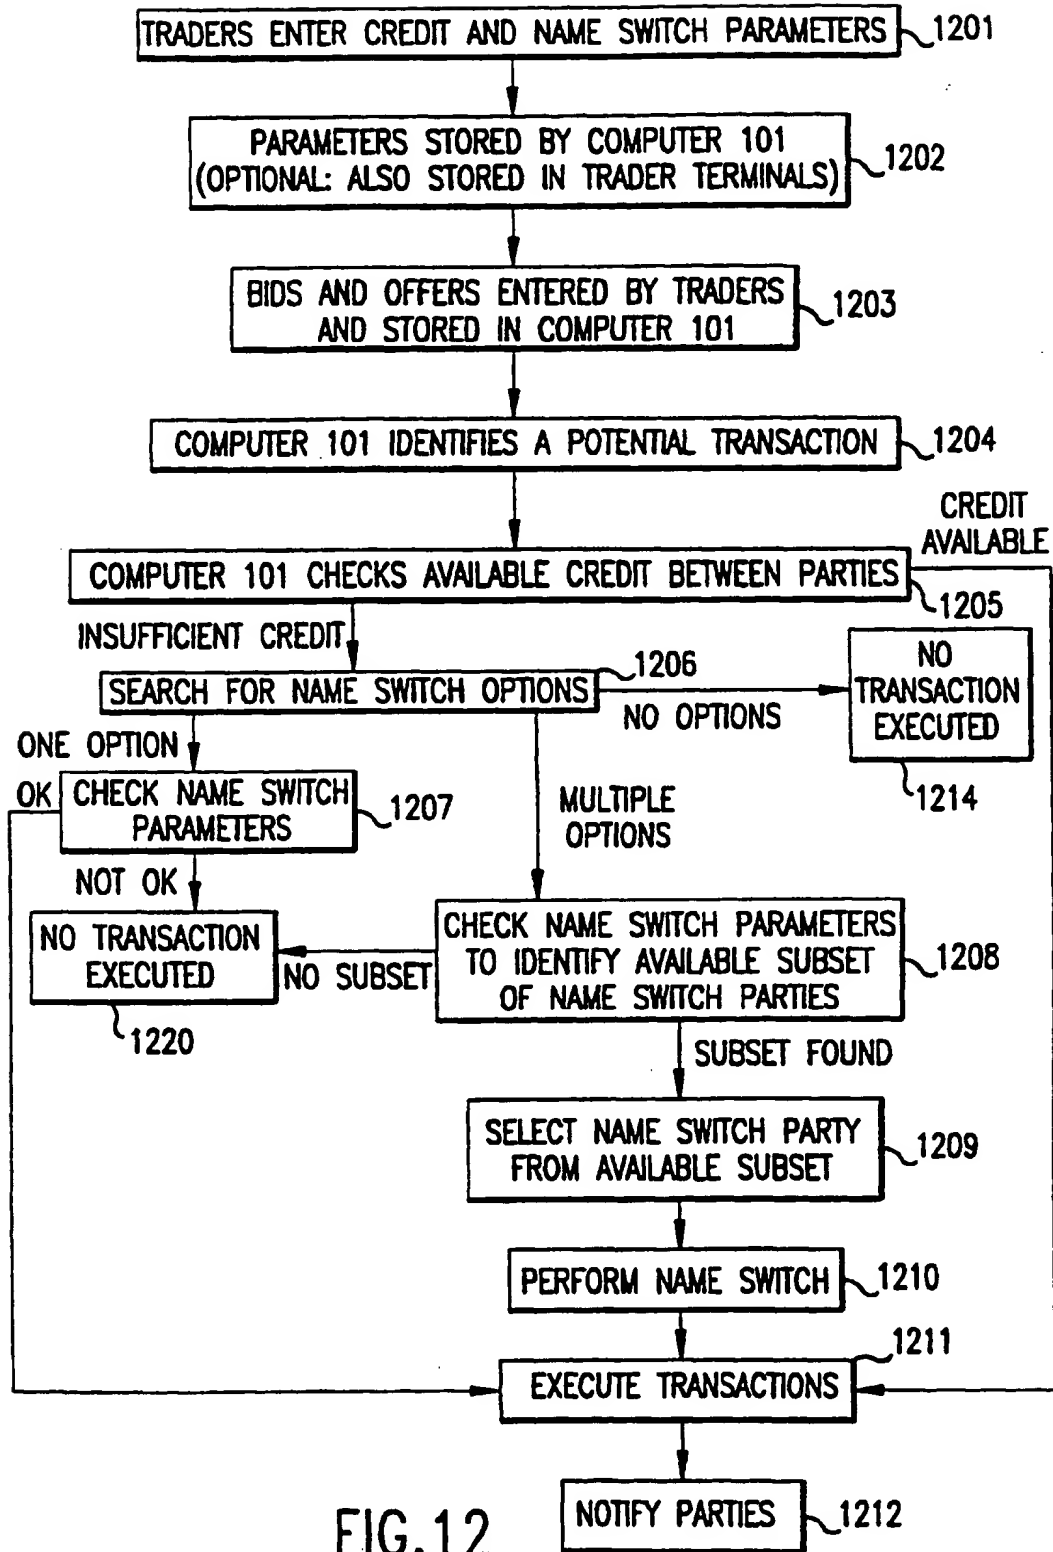 TRADERS ENTER CREDIT AND NAME SWITCH PARAMETERS
1201
PARAMETERS STORED BY COMPUTER 101
(OPTIONAL: ALSO STORED IN TRADER TERMINALS)
1202
BIDS AND OFFERS ENTERED BY TRADERS
AND STORED IN COMPUTER 101
1203
COMPUTER 101 IDENTIFIES A POTENTIAL TRANSACTION
1204
CREDIT
AVAILABLE
COMPUTER 101 CHECKS AVAILABLE CREDIT BETWEEN PARTIES
1205
INSUFFICIENT CREDIT
SEARCH FOR NAME SWITCH OPTIONS
1206
NO OPTIONS
NO
TRANSACTION
EXECUTED
1214
ONE OPTION
OK
CHECK NAME SWITCH
PARAMETERS
1207
MULTIPLE
OPTIONS
NOT OK
NO TRANSACTION
EXECUTED
1220
NO SUBSET
CHECK NAME SWITCH PARAMETERS
TO IDENTIFY AVAILABLE SUBSET
OF NAME SWITCH PARTIES
1208
SUBSET FOUND
SELECT NAME SWITCH PARTY
FROM AVAILABLE SUBSET
1209
PERFORM NAME SWITCH
1210
1211
EXECUTE TRANSACTIONS
NOTIFY PARTIES
1212
FIG.12